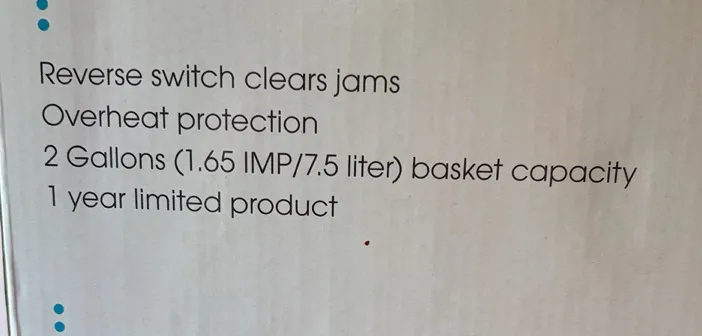 Reverse switch clears jams
Overheat protection
2 Gallons (1.65 IMP/7.5 liter) basket capacity
1 year limited product